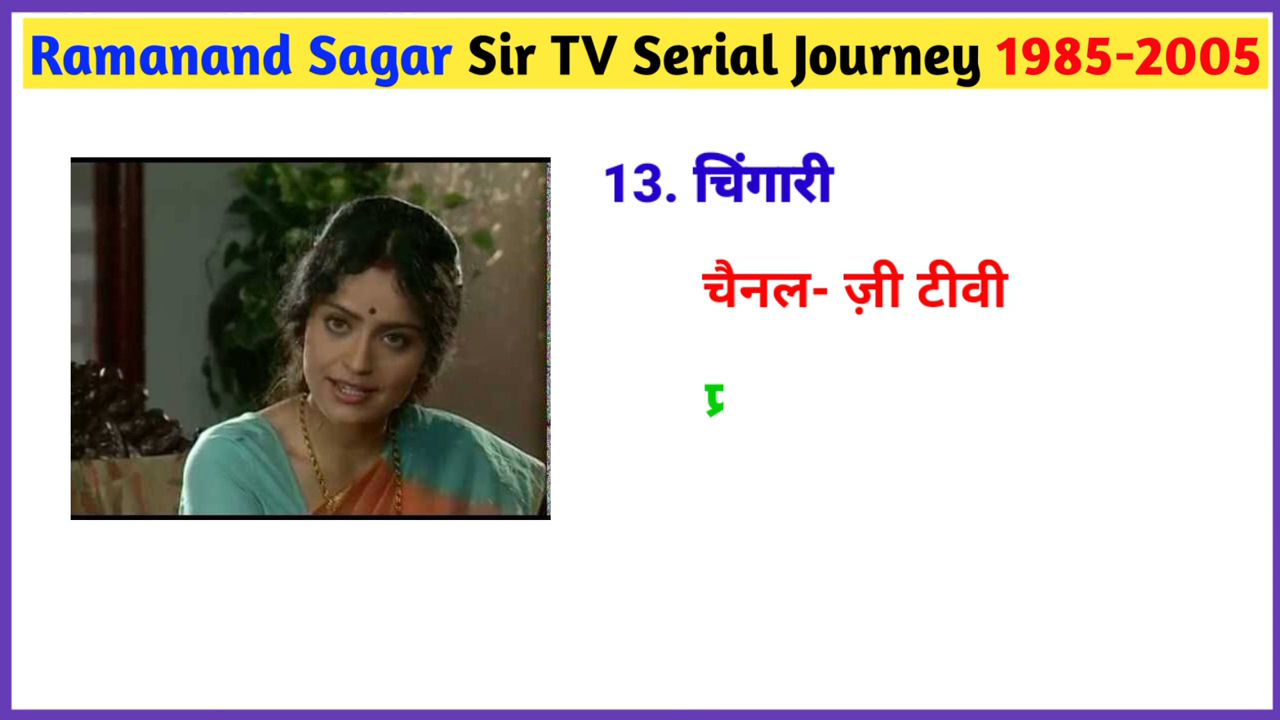 Ramanand Sagar Sir TV Serial Journey 1985-2005
13. चिंगारी
चैनल- ज़ी टीवी